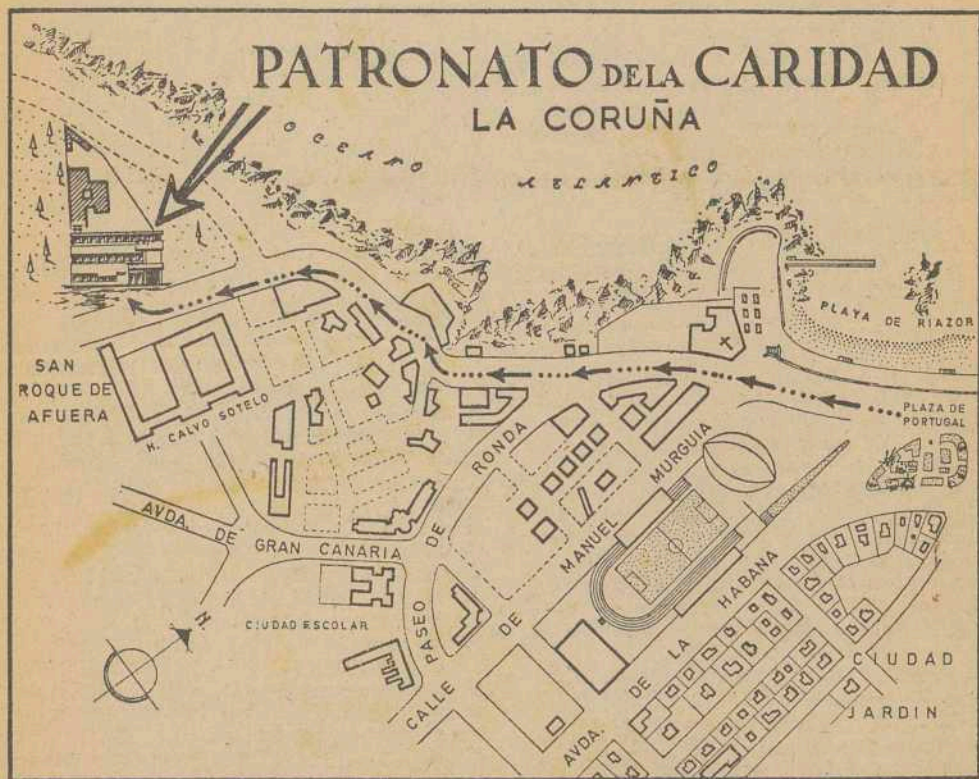 PATRONATO DE LA CARIDAD
LA CORUÑA
OCEANO
ATLANTICO
PLAYA DE RIAZOR
PLAZA DE
PORTUGAL
SAN
ROQUE DE
AFUERA
H. CALVO SOTELO
AVDA. DE GRAN CANARIA
PASEO DE RONDA
CIUDAD ESCOLAR
N.
CALLE DE MANUEL MURGUIA
AVDA. DE LA HABANA
CIUDAD
JARDIN